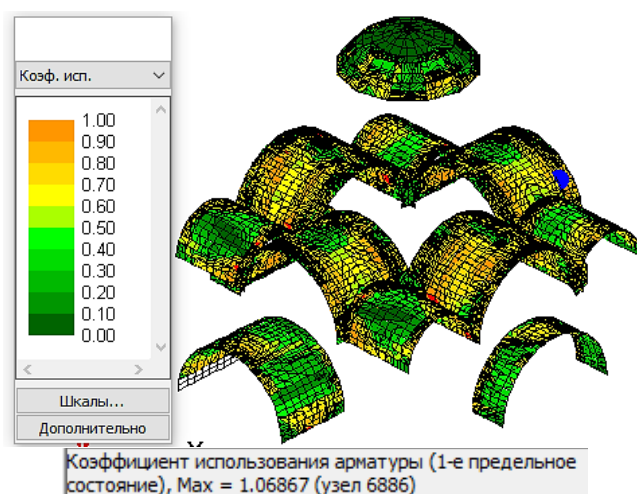 Коэф. исп.
1.00
0.90
0.80
0.70
0.60
0.50
0.40
0.30
0.20
0.10
0.00
Шкалы...
Дополнительно
Коэффициент использования арматуры (1-е предельное
состояние), Max = 1.06867 (узел 6886)